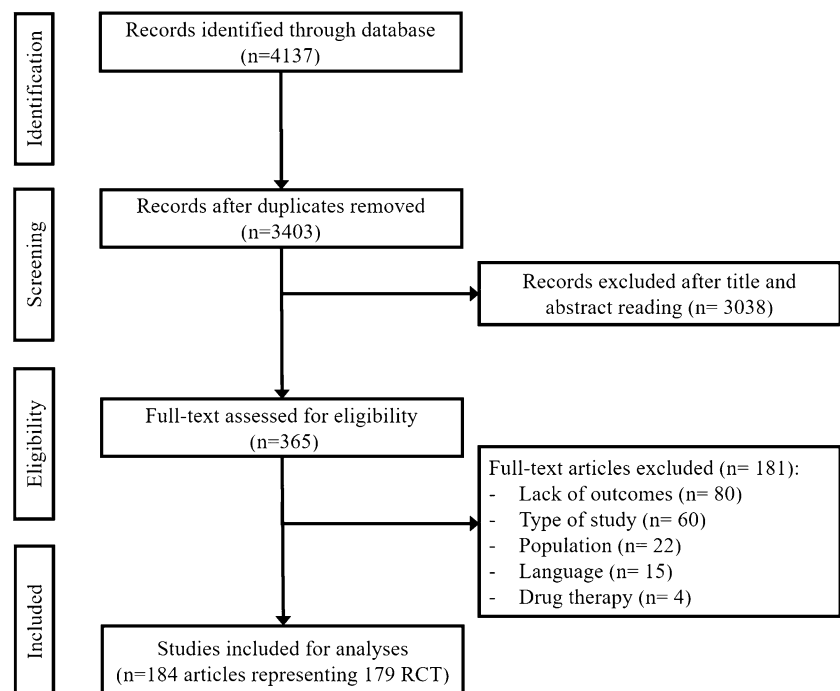 Identification
Records identified through database
(n=4137)
Screening
Records after duplicates removed
(n=3403)
Records excluded after title and
abstract reading (n= 3038)
Eligibility
Full-text assessed for eligibility
(n=365)
Full-text articles excluded (n= 181):
- Lack of outcomes (n= 80)
- Type of study (n= 60)
- Population (n= 22)
- Language (n= 15)
- Drug therapy (n= 4)
Included
Studies included for analyses
(n=184 articles representing 179 RCT)